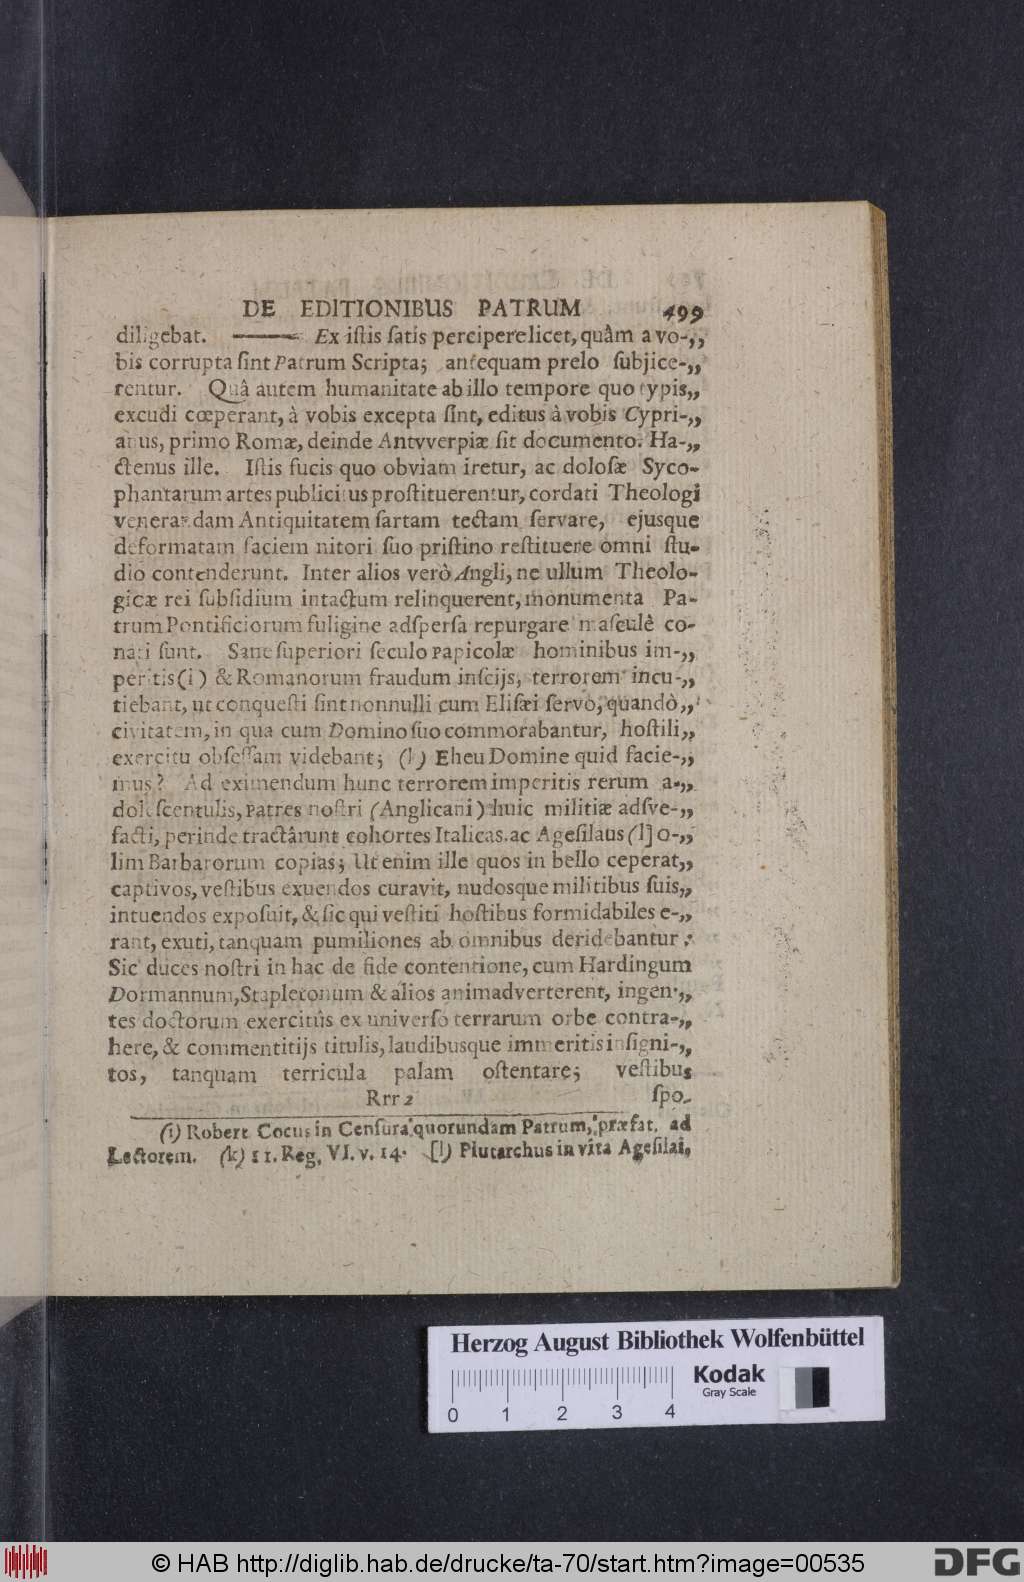 DE EDITIONIBUS PATRUM 499
diligebat. ——— Ex iſtis ſatis percipere licet, quâm a vo-„
bis corrupta ſint Patrum Scripta; antequam prelo ſubjice-„
rentur. Quâ autem humanitate ab illo tempore quo typis„
excudi cœperant, à vobis excepta ſint, editus à vobis Cypri-„
anus, primo Romæ, deinde Antvverpiæ ſit documento. Ha-„
ctenus ille. Iſtis fucis quo obviam iretur, ac doloſæ Syco-
phantarum artes publicitus proſtituerentur, cordati Theologi
venerandam Antiquitatem ſartam tectam ſervare, ejusque
deformatam faciem nitori ſuo priſtino reſtituere omni ſtu-
dio contenderunt. Inter alios verò Angli, ne ullum Theolo-
gicæ rei ſubſidium intactum relinquerent, monumenta Pa-
trum Pontificiorum fuligine adſperſa repurgare maſculê co-
nati ſunt. Sane ſuperiori ſeculo Papicolæ hominibus im-„
peritis (i) & Romanorum fraudum inſcijs, terrorem incu-„
tiebant, ut conqueſti ſint nonnulli cum Eliſæi ſervo, quandò„
civitatem, in qua cum Domino ſuo commorabantur, hoſtili„
exercitu obſeſſam videbant; (k) Eheu Domine quid facie-„
mus? Ad eximendum hunc terrorem imperitis rerum a-„
doleſcentulis, Patres noſtri (Anglicani) huic militiæ adſve-„
facti, perinde tractârunt cohortes Italicas. ac Ageſilaus (l] o-„
lim Barbarorum copias; Ut enim ille quos in bello ceperat„
captivos, veſtibus exuendos curavit, nudosque militibus ſuis„
intuendos expoſuit, & ſic qui veſtiti hoſtibus formidabiles e-„
rant, exuti, tanquam pumiliones ab omnibus deridebantur:
Sic duces noſtri in hac de fide contentione, cum Hardingum
Dormannum, Stapletonum & alios animadverterent, ingen-„
tes doctorum exercitûs ex univerſo terrarum orbe contra-„
here, & commentitijs titulis, laudibusque immeritis inſigni-„
tos, tanquam terricula palam oſtentare; veſtibus
Rrr 2 ſpo-
(i) Robert Cocus in Cenſura quorundam Patrum, præfat. ad
Lectorem. (k) 11. Reg. VI. v. 14. [l) Plutarchus in vita Ageſilai,
Herzog August Bibliothek Wolfenbüttel
0 1 2 3 4
Kodak
Gray Scale
© HAB http://diglib.hab.de/drucke/ta-70/start.htm?image=00535
DFG